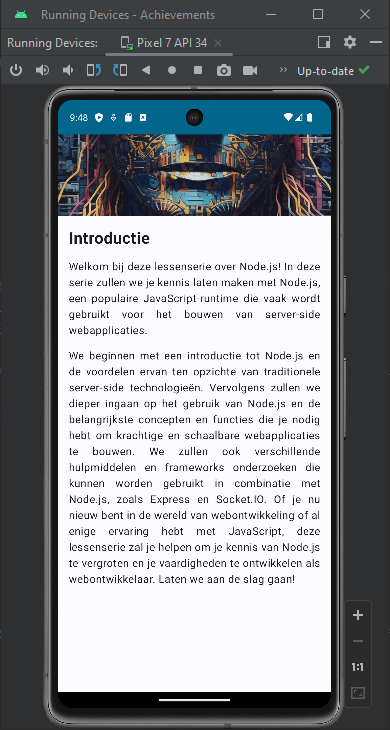 Running Devices - Achievements
Running Devices:
Pixel 7 API 34
Up-to-date
9:48
Introductie
Welkom bij deze lessenserie over Node.js! In deze
serie zullen we je kennis laten maken met Node.js,
een populaire JavaScript-runtime die vaak wordt
gebruikt voor het bouwen van server-side
webapplicaties.
We beginnen met een introductie tot Node.js en
de voordelen ervan ten opzichte van traditionele
server-side technologieën. Vervolgens zullen we
dieper ingaan op het gebruik van Node.js en de
belangrijkste concepten en functies die je nodig
hebt om krachtige en schaalbare webapplicaties
te bouwen. We zullen ook verschillende
hulpmiddelen en frameworks onderzoeken die
kunnen worden gebruikt in combinatie met
Node.js, zoals Express en Socket.IO. Of je nu
nieuw bent in de wereld van webontwikkeling of al
enige ervaring hebt met JavaScript, deze
lessenserie zal je helpen om je kennis van Node.js
te vergroten en je vaardigheden te ontwikkelen als
webontwikkelaar. Laten we aan de slag gaan!
1:1